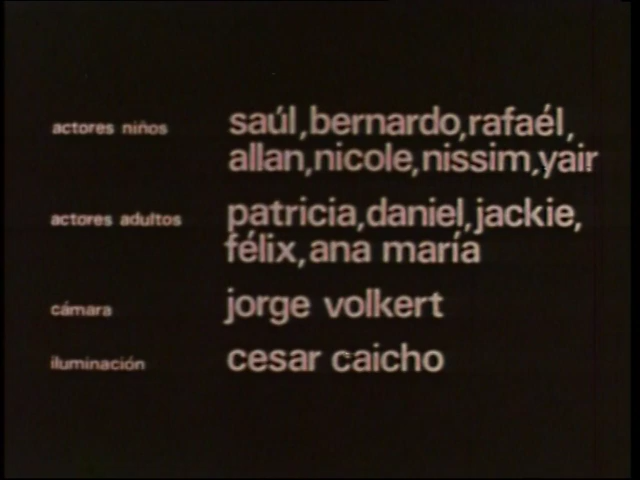 actores niños saúl,bernardo,rafaél,
allan,nicole,nissim,yair
actores adultos patricia,daniel,jackie,
félix,ana maría
cámara jorge volkert
iluminación cesar caicho